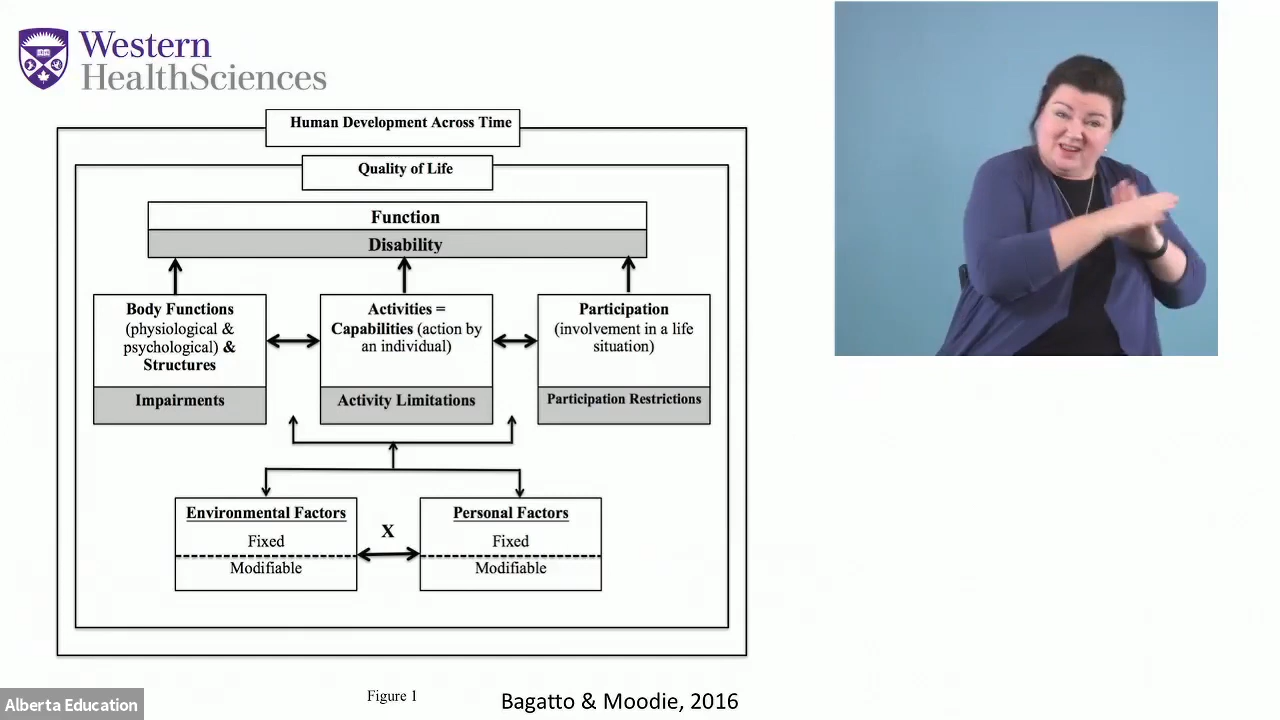 Western
HealthSciences
Human Development Across Time
Quality of Life
Function
Disability
Body Functions
(physiological &
psychological) &
Structures
Impairments
Activities =
Capabilities (action by
an individual)
Activity Limitations
Participation
(involvement in a life
situation)
Participation Restrictions
Environmental Factors
Fixed
Modifiable
X
Personal Factors
Fixed
Modifiable
Figure 1
Bagatto & Moodie, 2016
Alberta Education